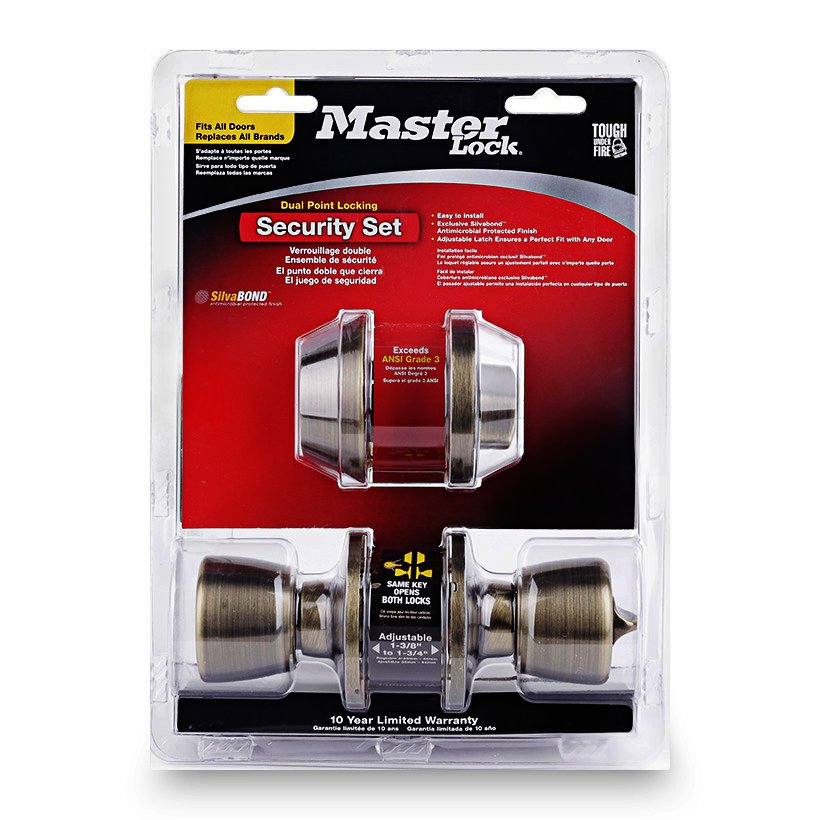 Fits All Doors
Replaces All Brands
S'adapte à toutes les portes
Remplace n'importe quelle marque
Sirve para todo tipo de puerta
Reemplaza todas las marcas
Master
Lock®
TOUGH
UNDER
FIRE
Dual Point Locking
Security Set
Verrouillage double
Ensemble de sécurité
El punto doble que cierra
El juego de seguridad
• Easy to Install
• Exclusive Silvabond™
Antimicrobial Protected Finish
• Adjustable Latch Ensures a Perfect Fit with Any Door
Installation facile
Fini protégé antimicrobien exclusif Silvabond™
Le loquet réglable assure un ajustement parfait avec n'importe quelle porte
Fácil de instalar
Cobertura antimicrobiano exclusivo Silvabond™
El pasador ajustable permite una instalación perfecta en cualquier tipo de puerta
SilvaBOND™
antimicrobial protected finish
Exceeds
ANSI Grade 3
Dépasse les normes
ANSI Degré 3
Supera el grado 3 ANSI
SAME KEY
OPENS
BOTH LOCKS
Adjustable
1-3/8"
to 1-3/4"
10 Year Limited Warranty
Garantie limitée de 10 ans Garantía limitada de 10 año